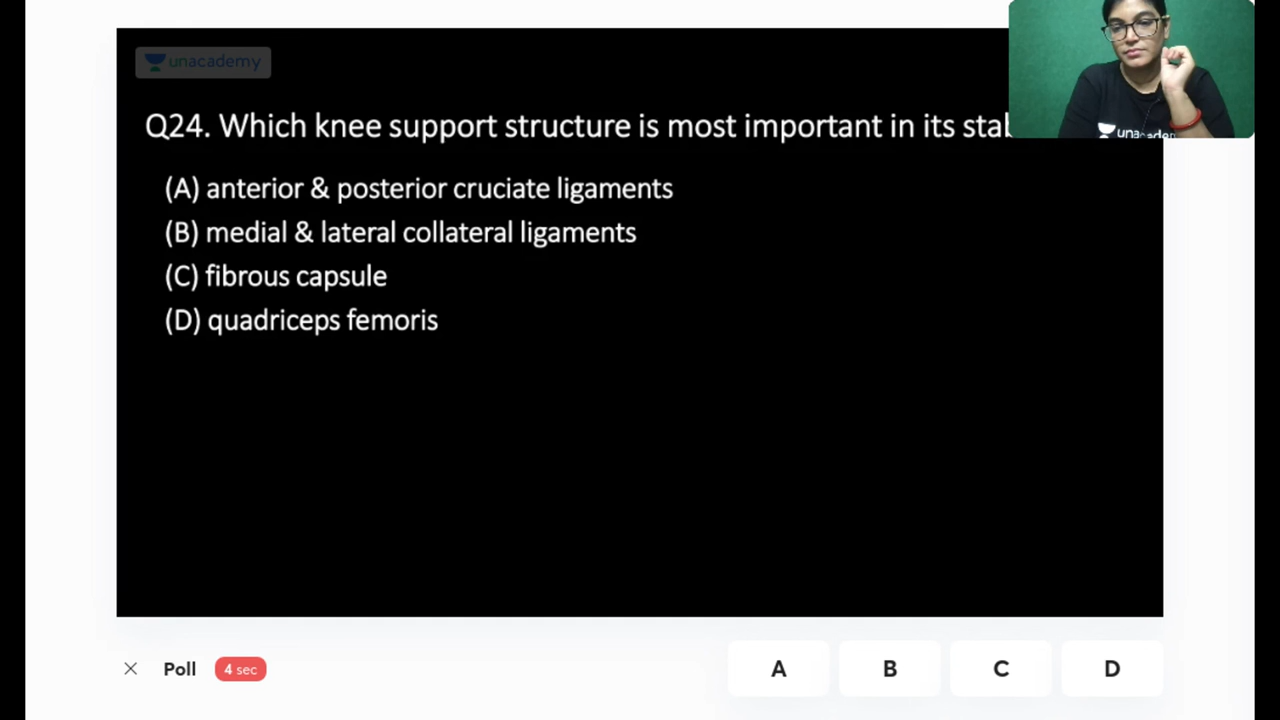 unacademy
Q24. Which knee support structure is most important in its
(A) anterior & posterior cruciate ligaments
(B) medial & lateral collateral ligaments
(C) fibrous capsule
(D) quadriceps femoris
unacademy
Poll
4 sec
A
B
C
D